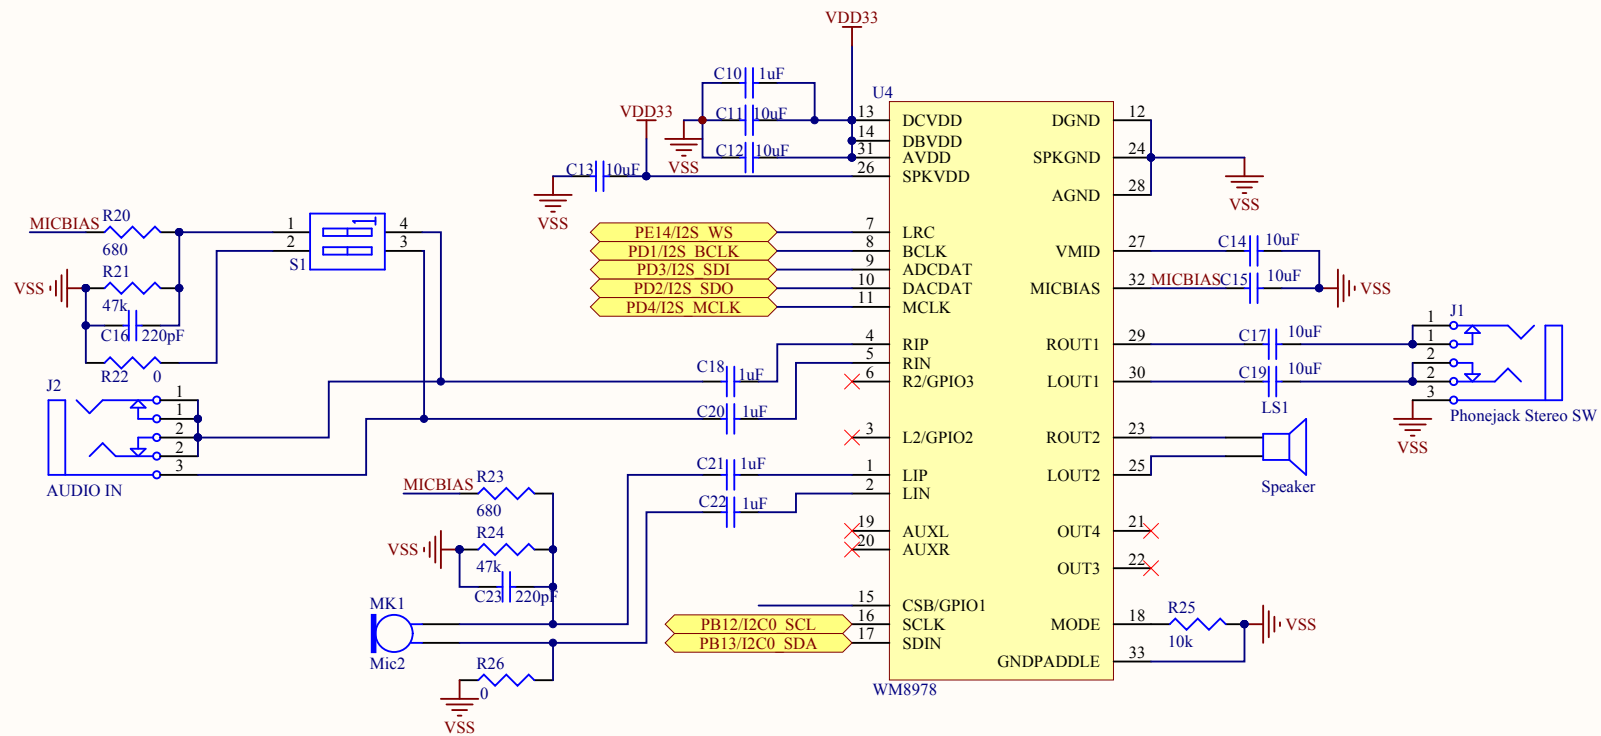 VDD33
C10 1uF
U4
VDD33
C11 10uF
13 DCVDD
DGND 12
14 DBVDD
C12 10uF
31 AVDD
SPKGND 24
VSS
C13 10uF
26 SPKVDD
VSS
AGND 28
VSS
MICBIAS R20
680
1 4
2 3
S1
PE14/I2S_WS 7 LRC
PD1/I2S_BCLK 8 BCLK
VMID 27 C14 10uF
PD3/I2S_SDI 9 ADCDAT
PD2/I2S_SDO 10 DACDAT
MICBIAS 32 MICBIAS C15 10uF
VSS
PD4/I2S_MCLK 11 MCLK
VSS
R21
47k
C16 220pF
R22 0
4 RIP
ROUT1 29 C17 10uF
5 RIN
C18 1uF
6 R2/GPIO3
LOUT1 30 C19 10uF
J1
1
1
2
2
3
Phonejack Stereo SW
VSS
J2
1
1
2
2
3
AUDIO IN
C20 1uF
3 L2/GPIO2
LS1
ROUT2 23
LOUT2 25
Speaker
C21 1uF
1 LIP
2 LIN
C22 1uF
MICBIAS R23
680
19 AUXL
20 AUXR
OUT4 21
OUT3 22
VSS
R24
47k
C23 220pF
MK1
Mic2
15 CSB/GPIO1
PB12/I2C0_SCL 16 SCLK
PB13/I2C0_SDA 17 SDIN
MODE 18 R25
10k
VSS
GNDPADDLE 33
R26
0
VSS
WM8978